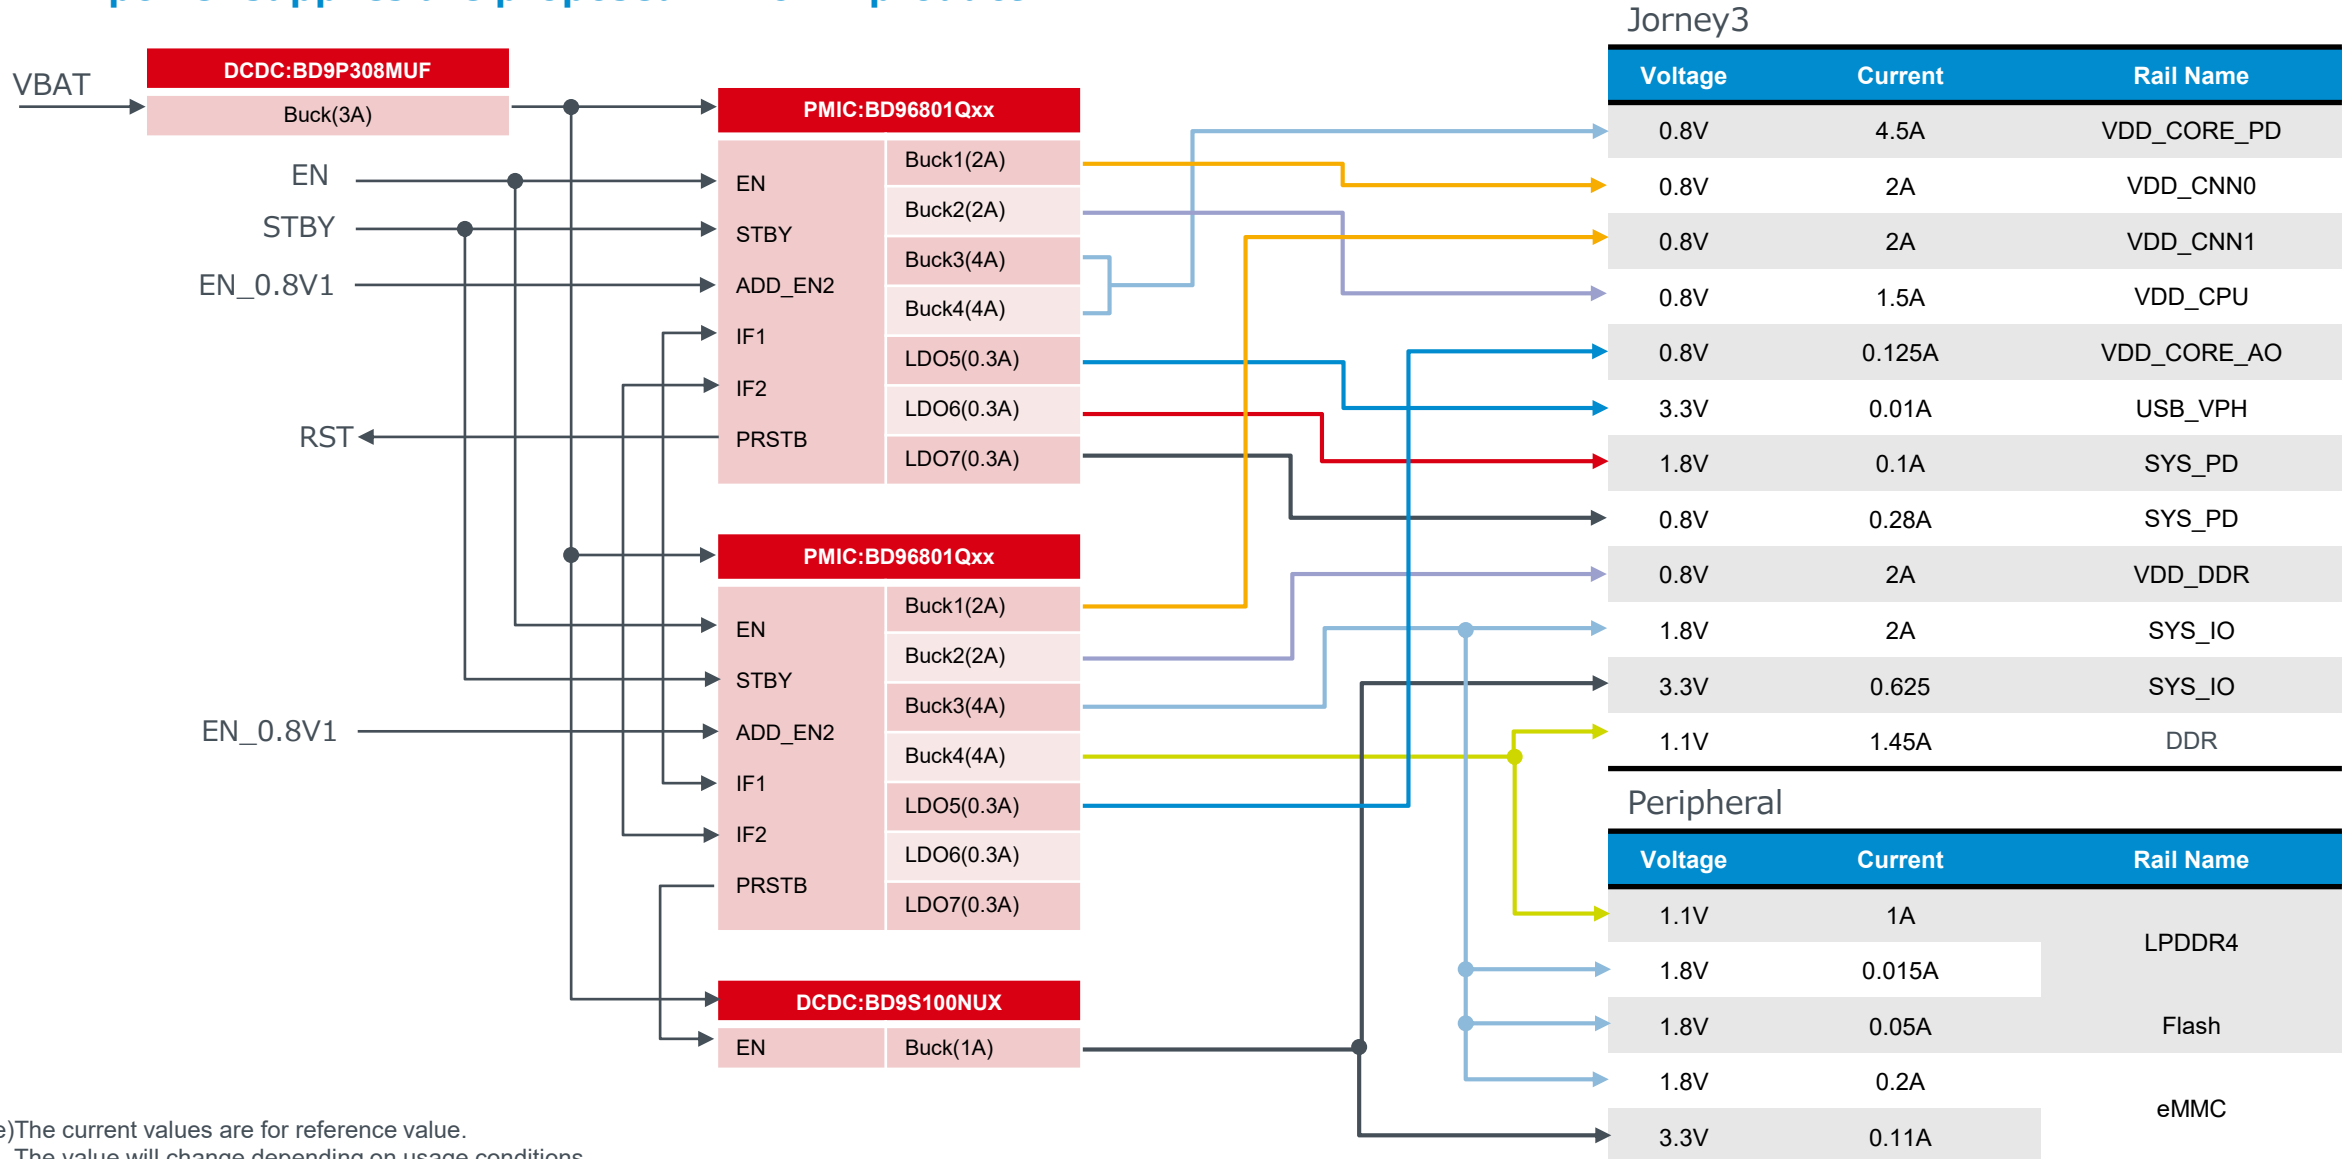 Jorney3
VBAT
DCDC:BD9P308MUF
Buck(3A)
EN
STBY
EN_0.8V1
RST
EN_0.8V1
PMIC:BD96801Qxx
EN
STBY
ADD_EN2
IF1
IF2
PRSTB
Buck1(2A)
Buck2(2A)
Buck3(4A)
Buck4(4A)
LDO5(0.3A)
LDO6(0.3A)
LDO7(0.3A)
PMIC:BD96801Qxx
EN
STBY
ADD_EN2
IF1
IF2
PRSTB
Buck1(2A)
Buck2(2A)
Buck3(4A)
Buck4(4A)
LDO5(0.3A)
LDO6(0.3A)
LDO7(0.3A)
DCDC:BD9S100NUX
EN
Buck(1A)
Voltage Current Rail Name
0.8V 4.5A VDD_CORE_PD
0.8V 2A VDD_CNN0
0.8V 2A VDD_CNN1
0.8V 1.5A VDD_CPU
0.8V 0.125A VDD_CORE_AO
3.3V 0.01A USB_VPH
1.8V 0.1A SYS_PD
0.8V 0.28A SYS_PD
0.8V 2A VDD_DDR
1.8V 2A SYS_IO
3.3V 0.625 SYS_IO
1.1V 1.45A DDR
Peripheral
Voltage Current Rail Name
1.1V 1A LPDDR4
1.8V 0.015A
1.8V 0.05A Flash
1.8V 0.2A eMMC
3.3V 0.11A
e)The current values are for reference value.
The value will change depending on usage conditions